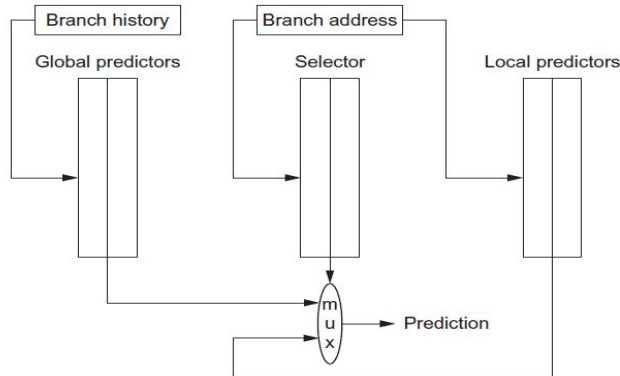 Branch history
Branch address
Global predictors
Selector
Local predictors
m
u
x
Prediction